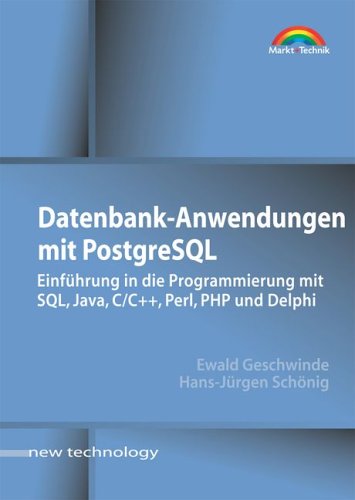 Markt+Technik
Datenbank-Anwendungen
mit PostgreSQL
Einführung in die Programmierung mit
SQL, Java, C/C++, Perl, PHP und Delphi
Ewald Geschwinde
Hans-Jürgen Schönig
new technology